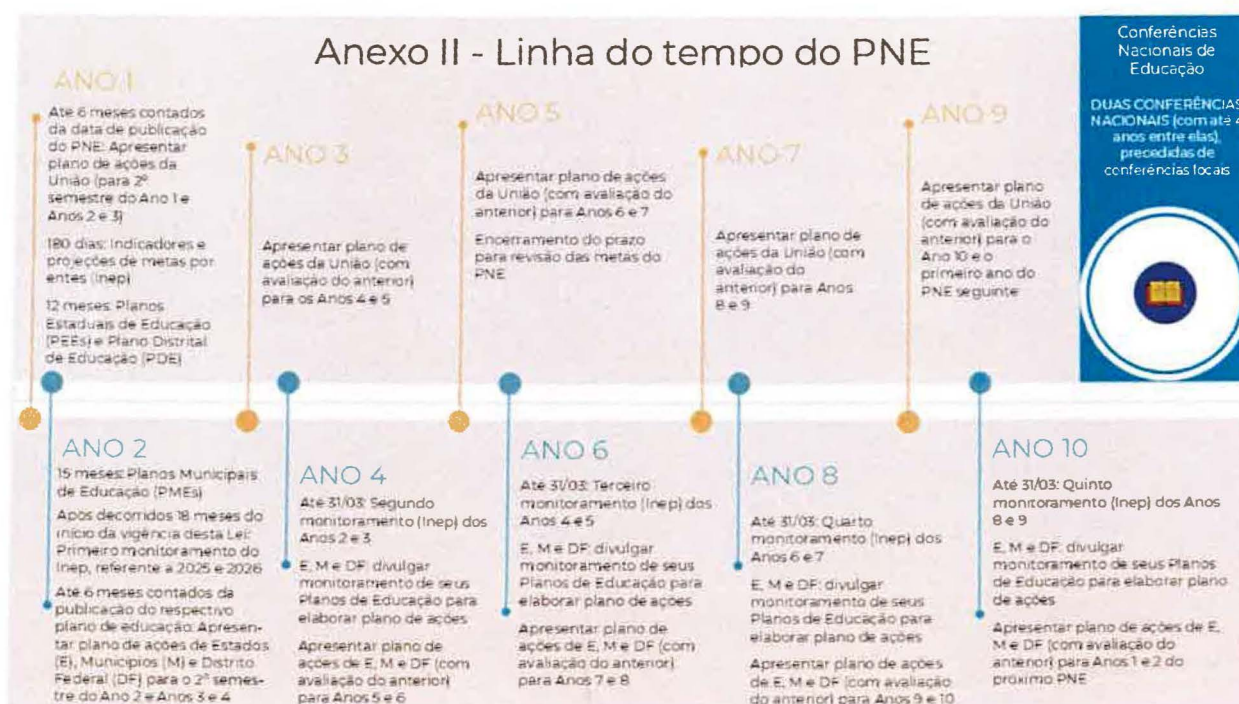 Anexo II - Linha do tempo do PNE
ANO 1
Até 6 meses contados
da data de publicação
do PNE: Apresentar
plano de ações da
União (para 2º
semestre do Ano 1 e
Anos 2 e 3)
180 dias: Indicadores e
projeções de metas por
entes (Inep)
12 meses: Planos
Estaduais de Educação
(PEEs) e Plano Distrital
de Educação (PDE)
ANO 3
Apresentar plano de
ações da União (com
avaliação do anterior)
para os Anos 4 e 5
ANO 5
Apresentar plano de ações
da União (com avaliação do
anterior) para Anos 6 e 7
Encerramento do prazo
para revisão das metas do
PNE
ANO 7
Apresentar plano de
ações da União (com
avaliação do
anterior) para Anos
8 e 9
ANO 9
Apresentar plano
de ações da União
(com avaliação do
anterior) para o
Ano 10 e o
primeiro ano do
PNE seguinte
Conferências
Nacionais de
Educação
DUAS CONFERÊNCIAS
NACIONAIS (com até 4
anos entre elas),
precedidas de
conferências locais
ANO 2
15 meses: Planos Municipais
de Educação (PMEs)
Após decorridos 18 meses do
início da vigência desta Lei:
Primeiro monitoramento do
Inep, referente a 2025 e 2026
Até 6 meses contados da
publicação do respectivo
plano de educação: Apresen-
tar plano de ações de Estados
(E), Municípios (M) e Distrito
Federal (DF) para o 2º semes-
tre do Ano 2 e Anos 3 e 4
ANO 4
Até 31/03: Segundo
monitoramento (Inep) dos
Anos 2 e 3
E, M e DF: divulgar
monitoramento de seus
Planos de Educação para
elaborar plano de ações
Apresentar plano de
ações de E, M e DF (com
avaliação do anterior)
para Anos 5 e 6
ANO 6
Até 31/03: Terceiro
monitoramento (Inep) dos
Anos 4 e 5
E, M e DF: divulgar
monitoramento de seus
Planos de Educação para
elaborar plano de ações
Apresentar plano de
ações de E, M e DF (com
avaliação do anterior)
para Anos 7 e 8
ANO 8
Até 31/03: Quarto
monitoramento (Inep) dos
Anos 6 e 7
E, M e DF: divulgar
monitoramento de seus
Planos de Educação para
elaborar plano de ações
Apresentar plano de ações
de E, M e DF (com avaliação
do anterior) para Anos 9 e 10
ANO 10
Até 31/03: Quinto
monitoramento (Inep) dos Anos
8 e 9
E, M e DF: divulgar
monitoramento de seus Planos
de Educação para elaborar plano
de ações
Apresentar plano de ações de E,
M e DF (com avaliação do
anterior) para Anos 1 e 2 do
próximo PNE